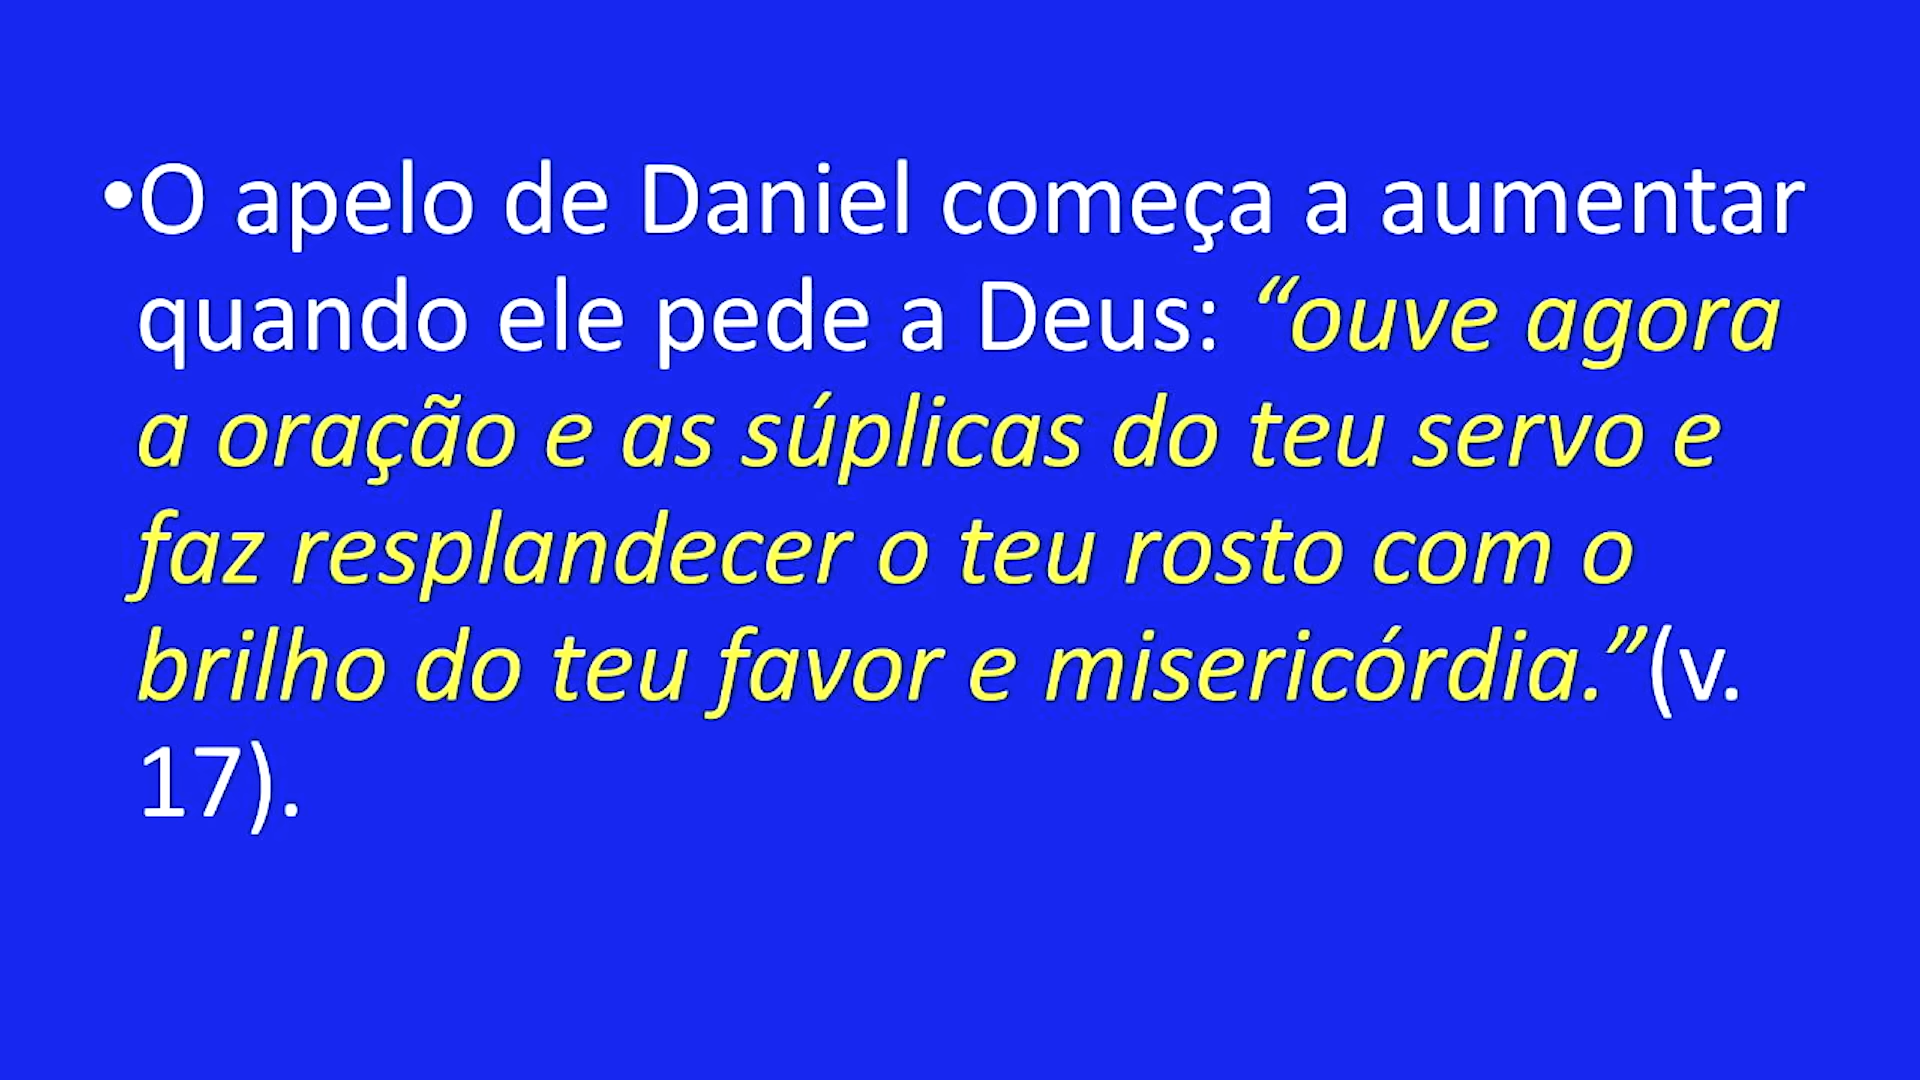 •O apelo de Daniel começa a aumentar
quando ele pede a Deus: “ouve agora
a oração e as súplicas do teu servo e
faz resplandecer o teu rosto com o
brilho do teu favor e misericórdia.”(v.
17).